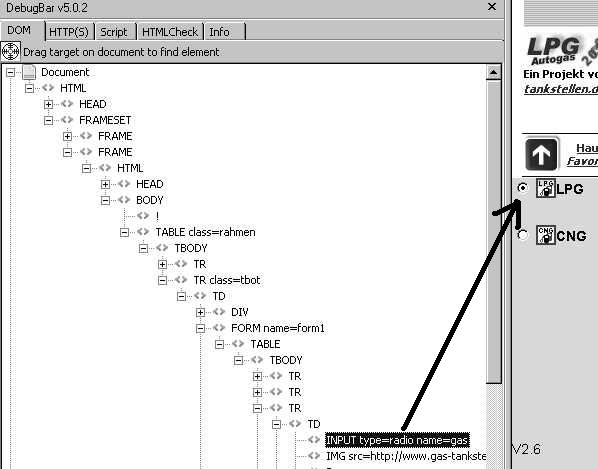 DebugBar v5.0.2
DOM HTTP(S) Script HTMLCheck Info
Drag target on document to find element
Document
HTML
HEAD
FRAMESET
FRAME
FRAME
HTML
HEAD
BODY
!
TABLE class=rahmen
TBODY
TR
TR class=tbot
TD
DIV
FORM name=form1
TABLE
TBODY
TR
TR
TR
TD
INPUT type=radio name=gas
IMG src=http://www.gas-tankste
LPG
Autogas
Ein Projekt vo
tankstellen.d
Hau
Favor
LPG LPG
CNG CNG
V2.6